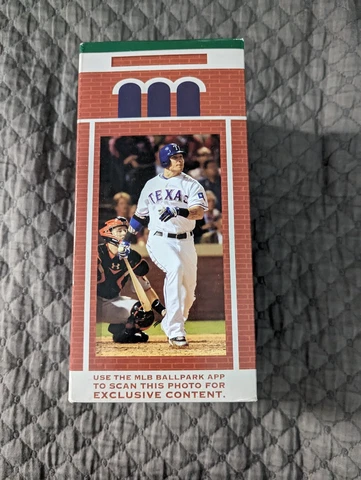 TEXAS
USE THE MLB BALLPARK APP
TO SCAN THIS PHOTO FOR
EXCLUSIVE CONTENT.